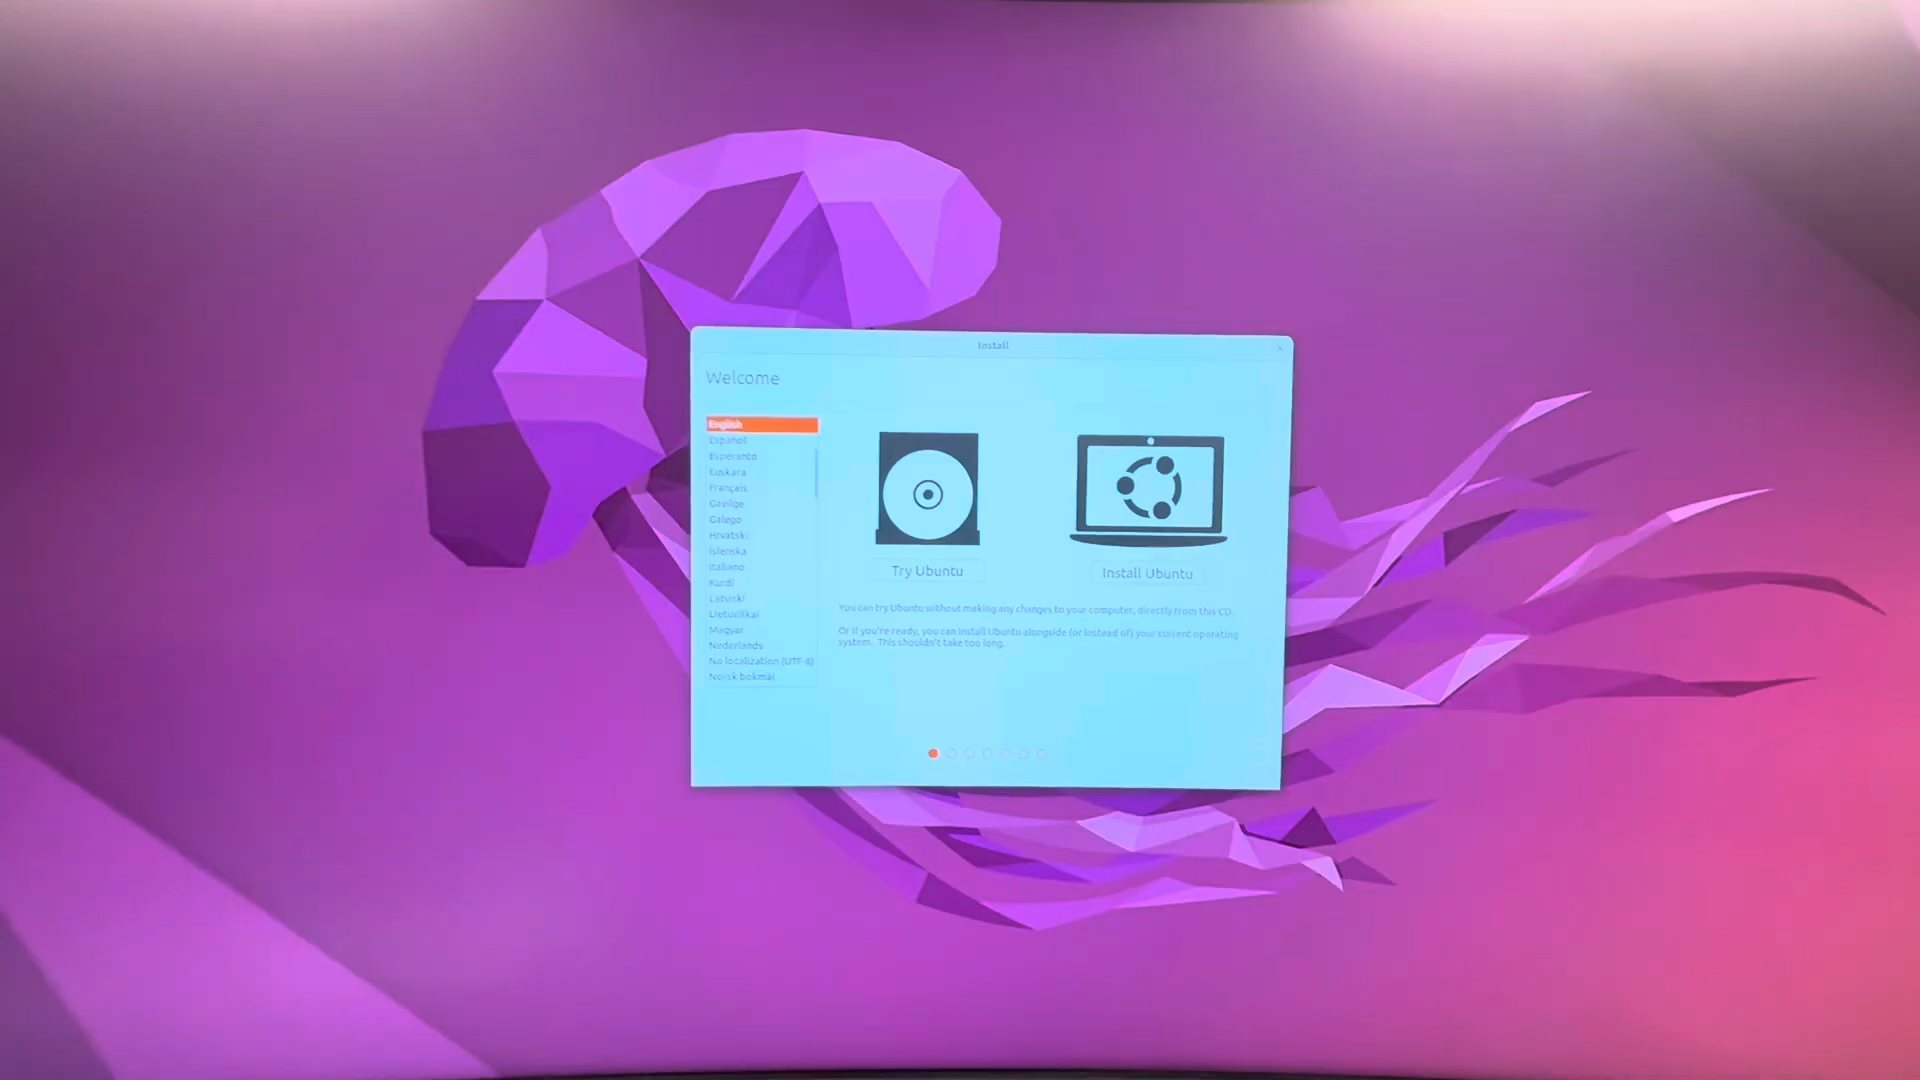 Install
Welcome
English
Español
Esperanto
Euskara
Français
Gaeilge
Galego
Hrvatski
Íslenska
Italiano
Kurdî
Latviski
Lietuviškai
Magyar
Nederlands
No localization (UTF-8)
Norsk bokmål
Try Ubuntu
Install Ubuntu
You can try Ubuntu without making any changes to your computer, directly from this CD.
Or if you're ready, you can install Ubuntu alongside (or instead of) your current operating
system. This shouldn't take too long.